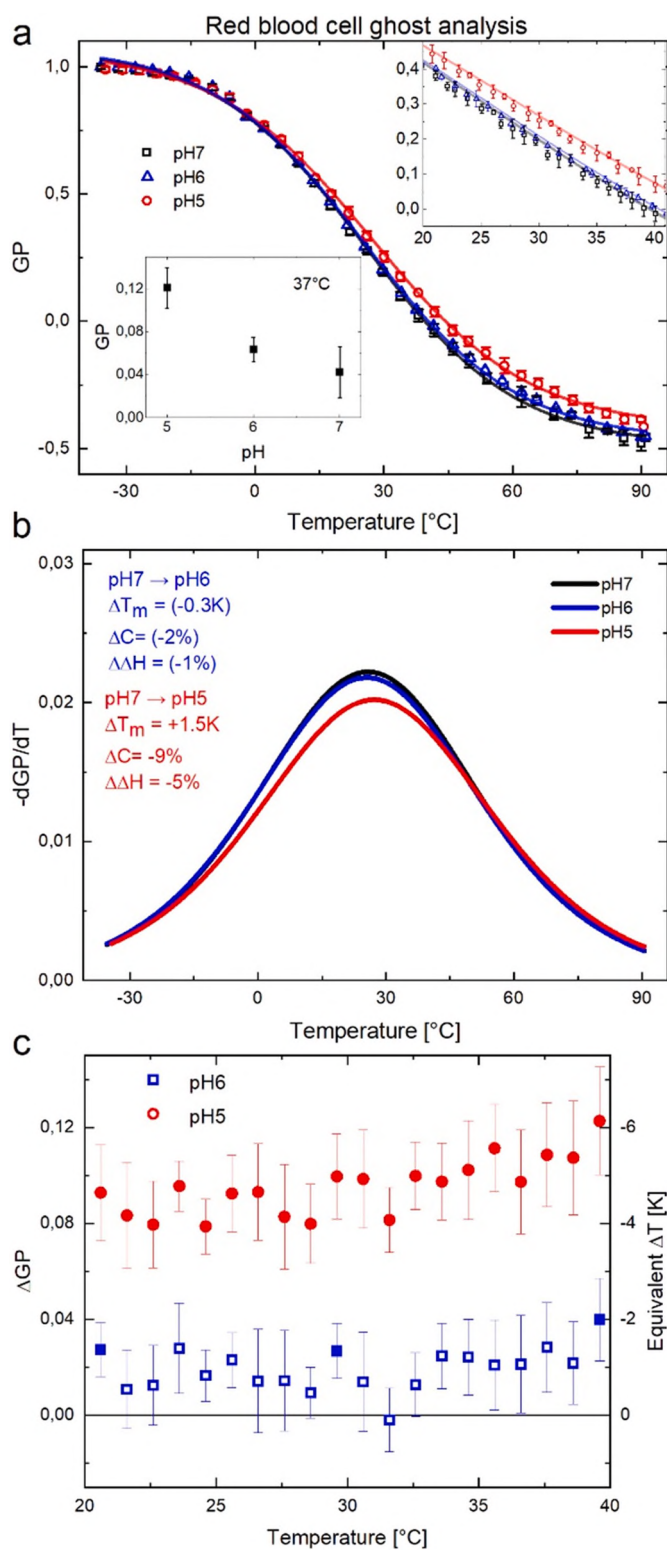 Red blood cell ghost analysis
a
1,0
0,5
0,0
-0,5
GP
pH7
pH6
pH5
0,4
0,3
0,2
0,1
0,0
20
25
30
35
40
37°C
0,12
0,08
0,04
0,00
GP
5
6
7
pH
-30
0
30
60
90
Temperature [°C]
b
0,03
0,02
0,01
0,00
-dGP/dT
pH7 → pH6
ΔTm = (-0.3K)
ΔC= (-2%)
ΔΔH = (-1%)
pH7 → pH5
ΔTm = +1.5K
ΔC= -9%
ΔΔH = -5%
pH7
pH6
pH5
-30
0
30
60
90
Temperature [°C]
c
pH6
pH5
0,12
0,08
0,04
0,00
ΔGP
-6
-4
-2
0
Equivalent ΔT [K]
20
25
30
35
40
Temperature [°C]